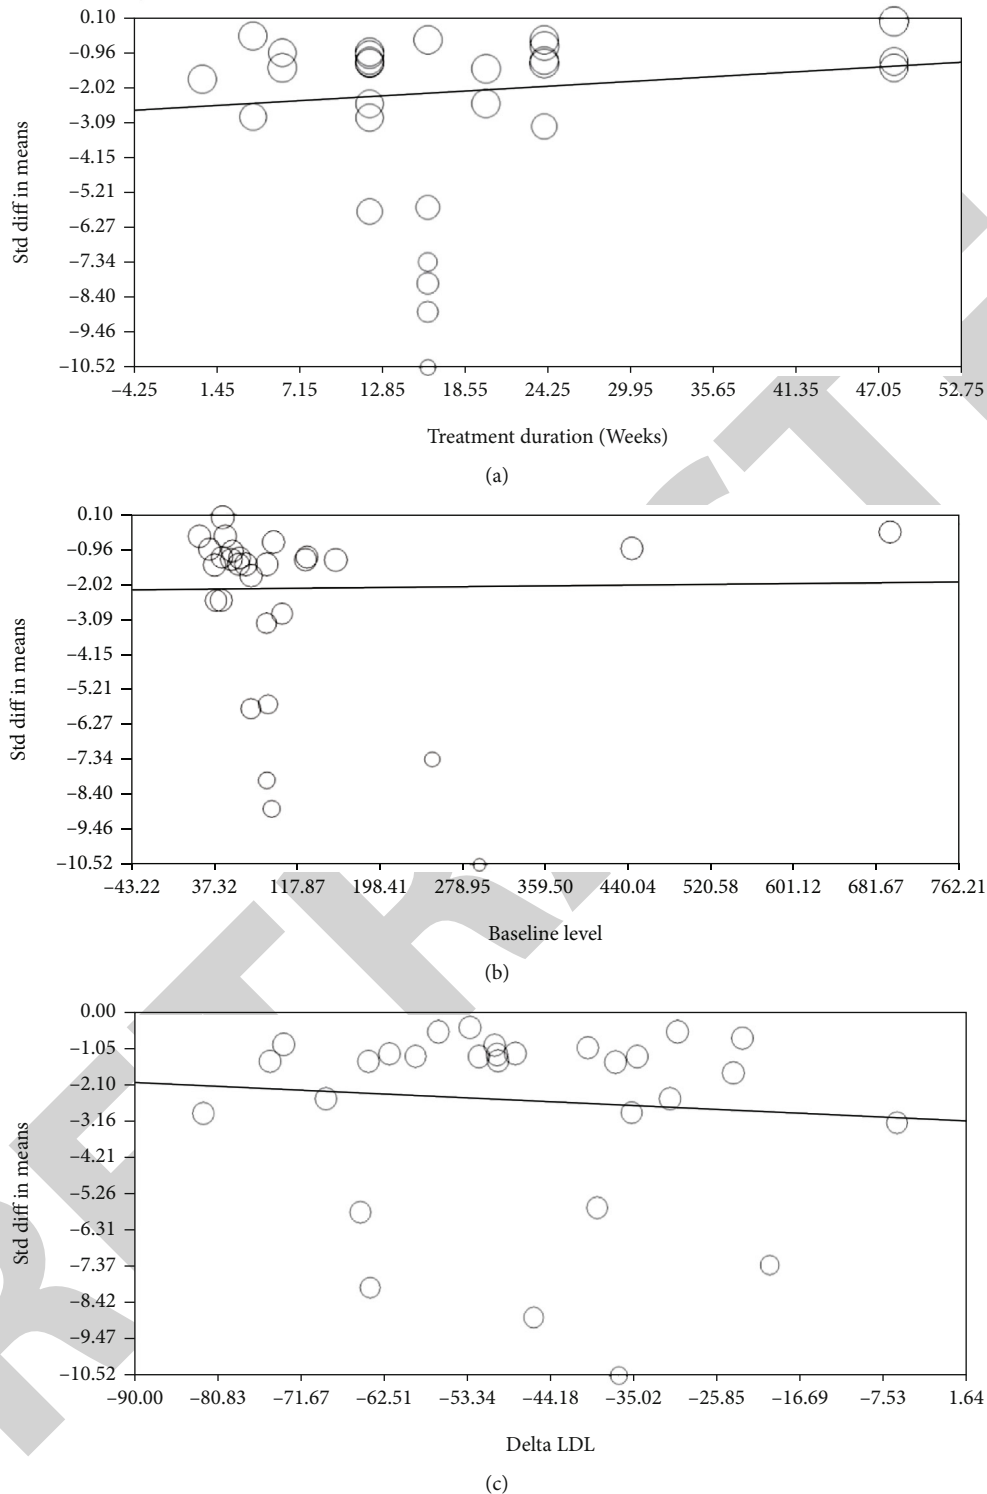 0.10
−0.96
−2.02
−3.09
−4.15
−5.21
−6.27
−7.34
−8.40
−9.46
−10.52
Std diff in means
−4.25 1.45 7.15 12.85 18.55 24.25 29.95 35.65 41.35 47.05 52.75
Treatment duration (Weeks)
(a)
0.10
−0.96
−2.02
−3.09
−4.15
−5.21
−6.27
−7.34
−8.40
−9.46
−10.52
Std diff in means
−43.22 37.32 117.87 198.41 278.95 359.50 440.04 520.58 601.12 681.67 762.21
Baseline level
(b)
0.00
−1.05
−2.10
−3.16
−4.21
−5.26
−6.31
−7.37
−8.42
−9.47
−10.52
Std diff in means
−90.00 −80.83 −71.67 −62.51 −53.34 −44.18 −35.02 −25.85 −16.69 −7.53 1.64
Delta LDL
(c)